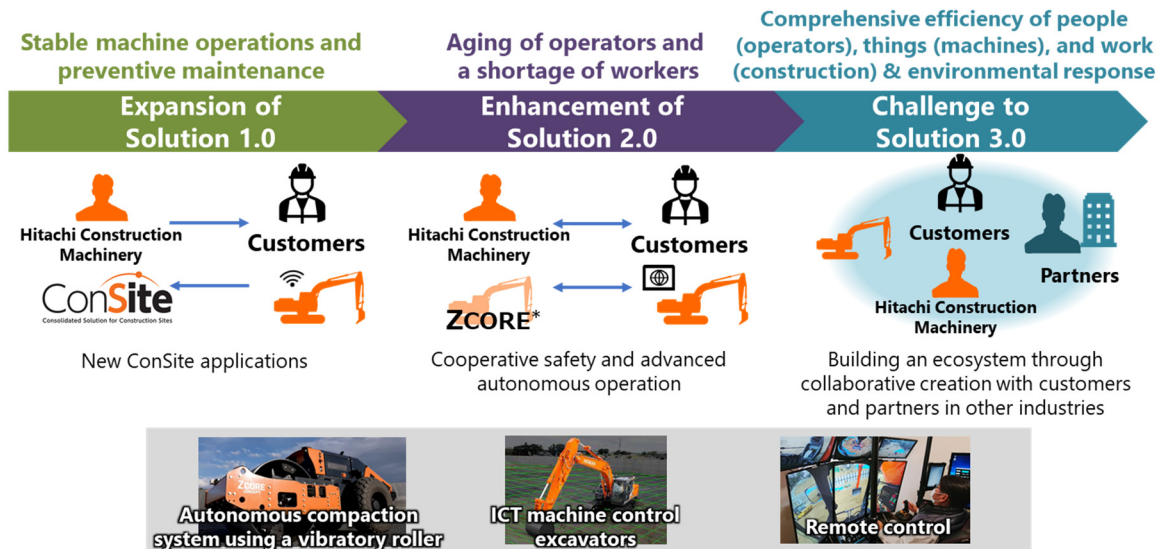 Stable machine operations and
preventive maintenance
Aging of operators and
a shortage of workers
Comprehensive efficiency of people
(operators), things (machines), and work
(construction) & environmental response
Expansion of
Solution 1.0
Enhancement of
Solution 2.0
Challenge to
Solution 3.0
Hitachi Construction
Machinery
Customers
ConSite
Consolidated Solution for Construction Sites
New ConSite applications
Hitachi Construction
Machinery
Customers
ZCORE*
Cooperative safety and advanced
autonomous operation
Customers
Partners
Hitachi Construction
Machinery
Building an ecosystem through
collaborative creation with customers
and partners in other industries
ZCORE
Autonomous compaction
system using a vibratory roller
ICT machine control
excavators
Remote control